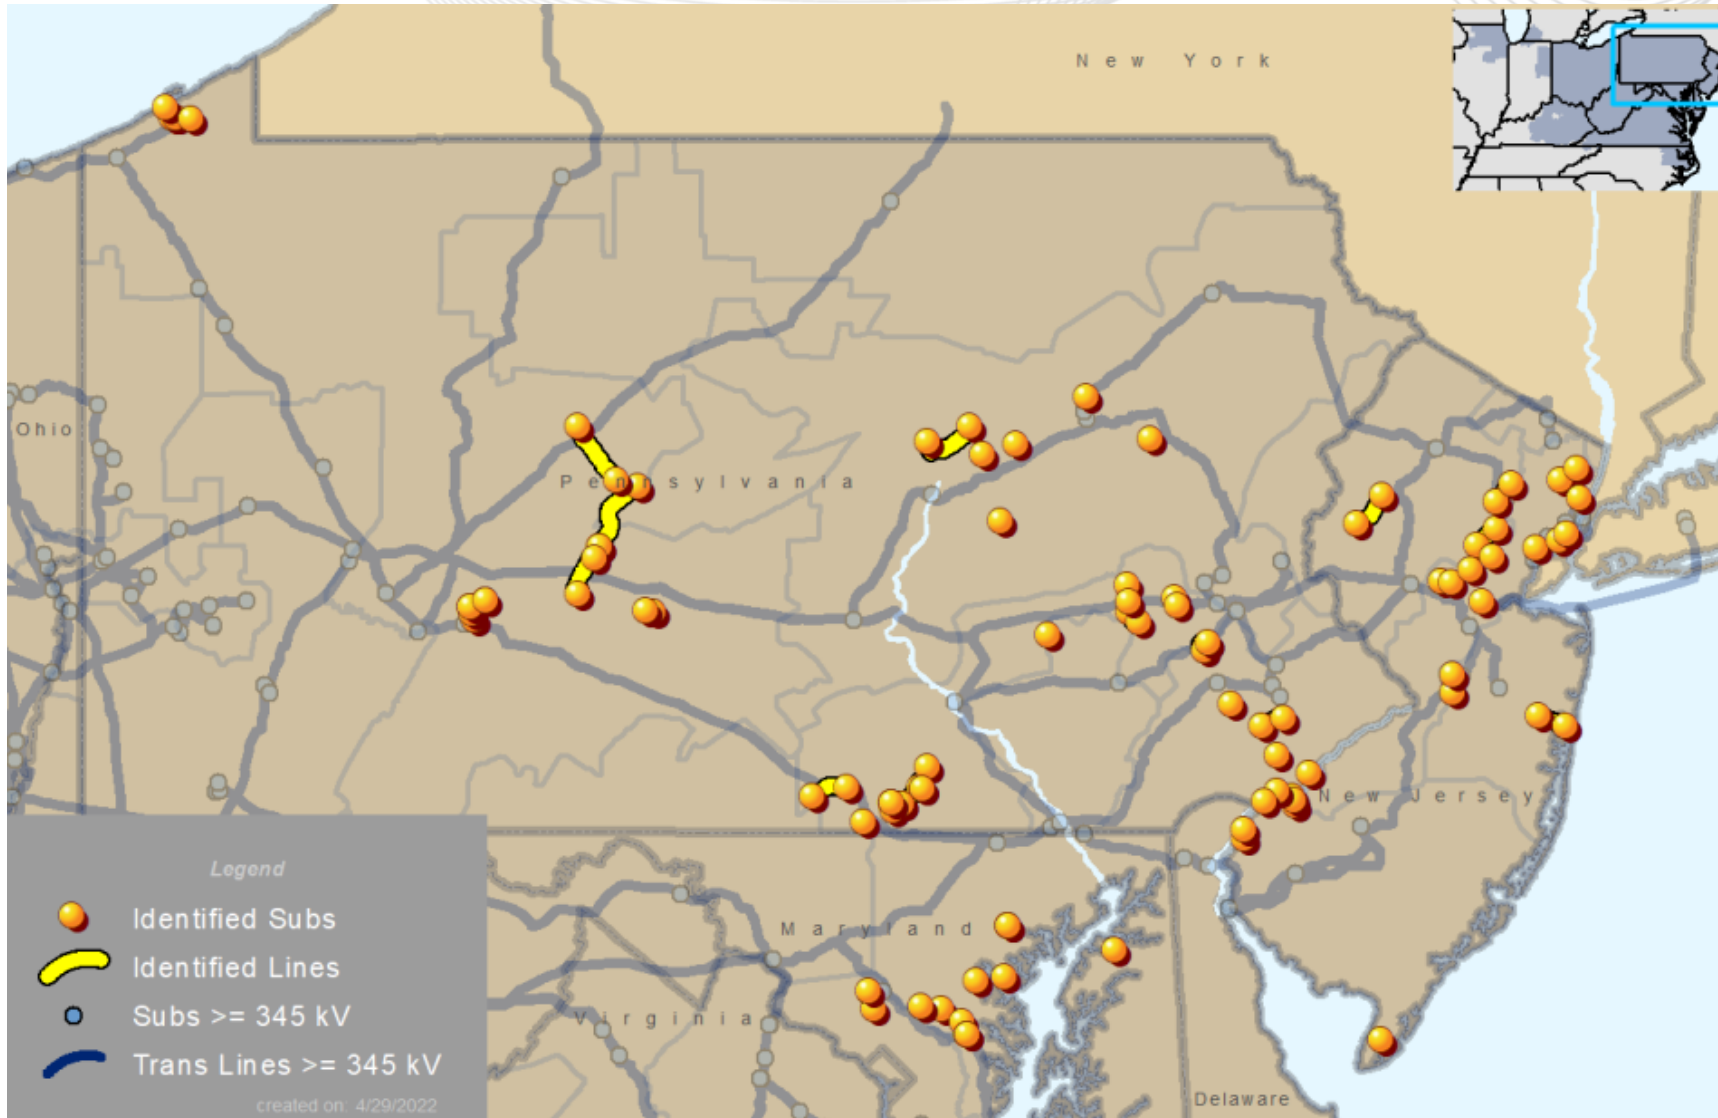 New York
Ohio
Pennsylvania
New Jersey
Maryland
Virginia
Delaware
Legend
Identified Subs
Identified Lines
Subs >= 345 kV
Trans Lines >= 345 kV
created on: 4/29/2022